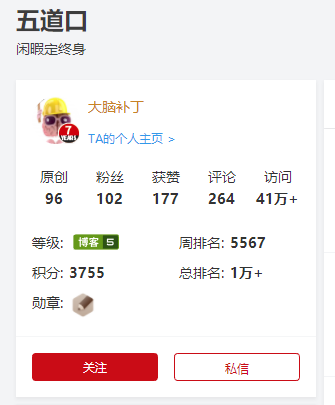 五道口
闲暇定终身
大脑补丁
TA的个人主页 >
7
YEARS
原创 粉丝 获赞 评论 访问
96 102 177 264 41万+
等级: 博客 5 周排名: 5567
积分: 3755 总排名: 1万+
勋章:
关注 私信